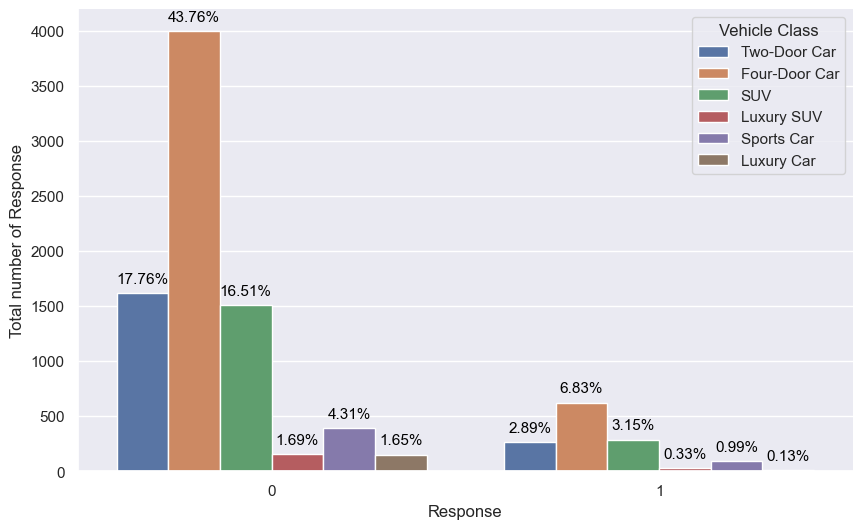 43.76%
4000
Vehicle Class
Two-Door Car
Four-Door Car
SUV
Luxury SUV
Sports Car
Luxury Car
3500
3000
2500
2000
1500
1000
500
0
Total number of Response
17.76%
16.51%
1.69%
4.31%
1.65%
2.89%
6.83%
3.15%
0.33%
0.99%
0.13%
0
1
Response